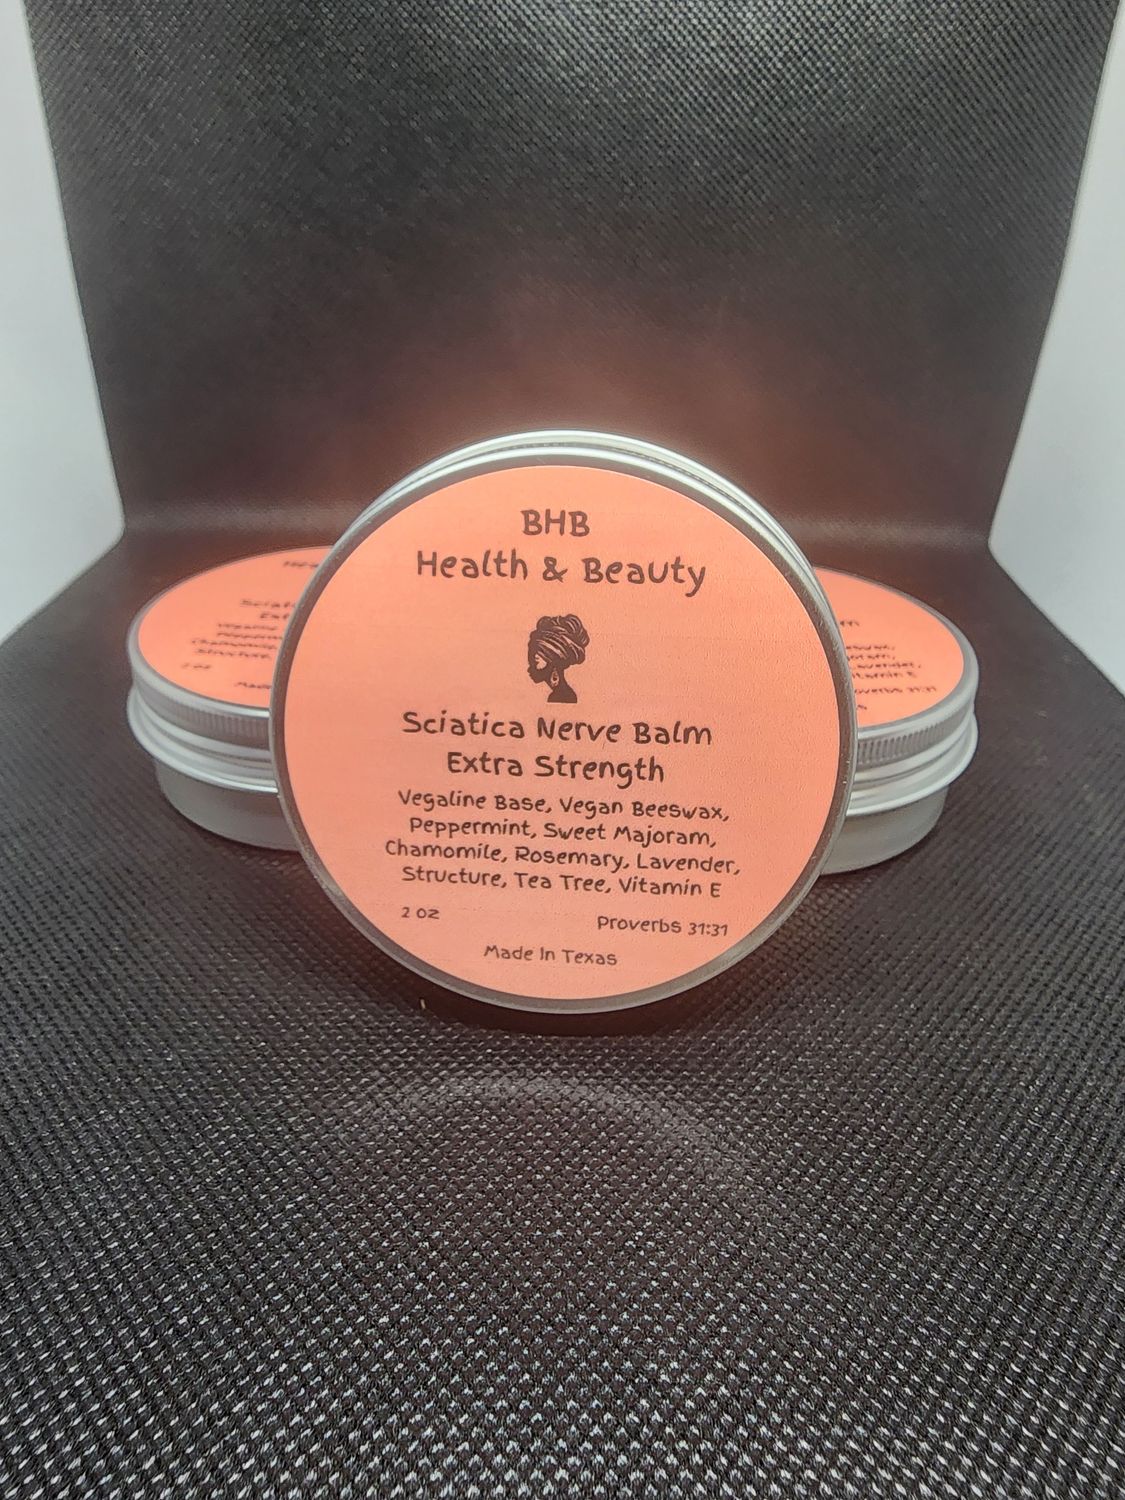 BHB
Health & Beauty
Sciatica Nerve Balm
Extra Strength
Vegaline Base, Vegan Beeswax,
Peppermint, Sweet Majoram,
Chamomile, Rosemary, Lavender,
Structure, Tea Tree, Vitamin E
2 oz
Proverbs 31:31
Made In Texas